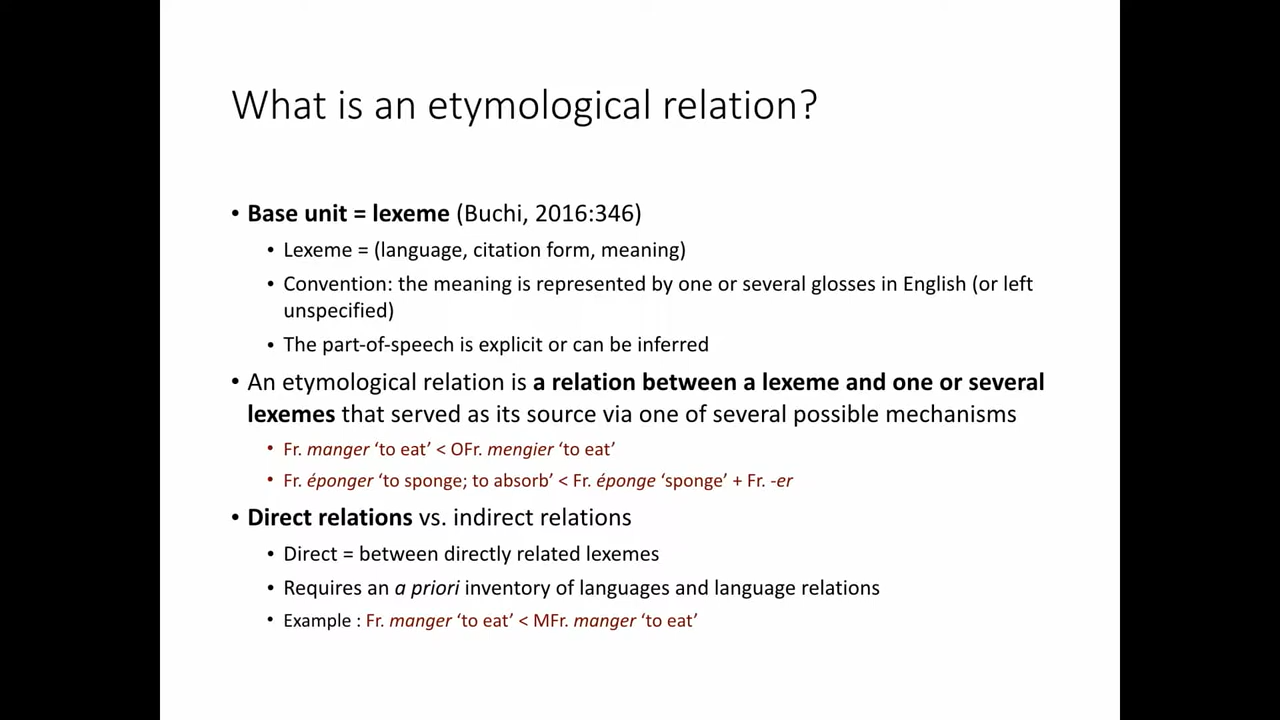 What is an etymological relation?
• Base unit = lexeme (Buchi, 2016:346)
• Lexeme = (language, citation form, meaning)
• Convention: the meaning is represented by one or several glosses in English (or left
unspecified)
• The part-of-speech is explicit or can be inferred
• An etymological relation is a relation between a lexeme and one or several
lexemes that served as its source via one of several possible mechanisms
• Fr. manger ‘to eat’ < OFr. mengier ‘to eat’
• Fr. éponger ‘to sponge; to absorb’ < Fr. éponge ‘sponge’ + Fr. -er
• Direct relations vs. indirect relations
• Direct = between directly related lexemes
• Requires an a priori inventory of languages and language relations
• Example : Fr. manger ‘to eat’ < MFr. manger ‘to eat’